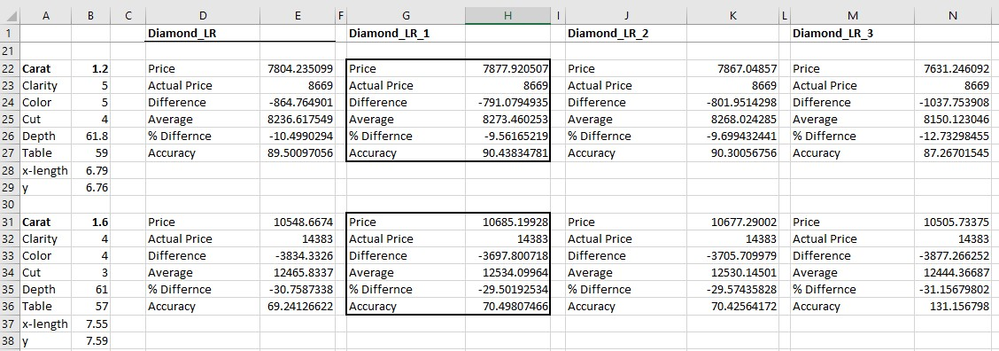 A B C D E F G H I J K L M N
1 Diamond_LR Diamond_LR_1 Diamond_LR_2 Diamond_LR_3
21
22 Carat 1.2 Price 7804.235099 Price 7877.920507 Price 7867.04857 Price 7631.246092
23 Clarity 5 Actual Price 8669 Actual Price 8669 Actual Price 8669 Actual Price 8669
24 Color 5 Difference -864.764901 Difference -791.0794935 Difference -801.9514298 Difference -1037.753908
25 Cut 4 Average 8236.617549 Average 8273.460253 Average 8268.024285 Average 8150.123046
26 Depth 61.8 % Differnce -10.4990294 % Differnce -9.56165219 % Differnce -9.699432441 % Differnce -12.73298455
27 Table 59 Accuracy 89.50097056 Accuracy 90.43834781 Accuracy 90.30056756 Accuracy 87.26701545
28 x-length 6.79
29 y 6.76
30
31 Carat 1.6 Price 10548.6674 Price 10685.19928 Price 10677.29002 Price 10505.73375
32 Clarity 4 Actual Price 14383 Actual Price 14383 Actual Price 14383 Actual Price 14383
33 Color 4 Difference -3834.3326 Difference -3697.800718 Difference -3705.709979 Difference -3877.266252
34 Cut 3 Average 12465.8337 Average 12534.09964 Average 12530.14501 Average 12444.36687
35 Depth 61 % Differnce -30.7587338 % Differnce -29.50192534 % Differnce -29.57435828 % Differnce -31.15679802
36 Table 57 Accuracy 69.24126622 Accuracy 70.49807466 Accuracy 70.42564172 Accuracy 131.156798
37 x-length 7.55
38 y 7.59